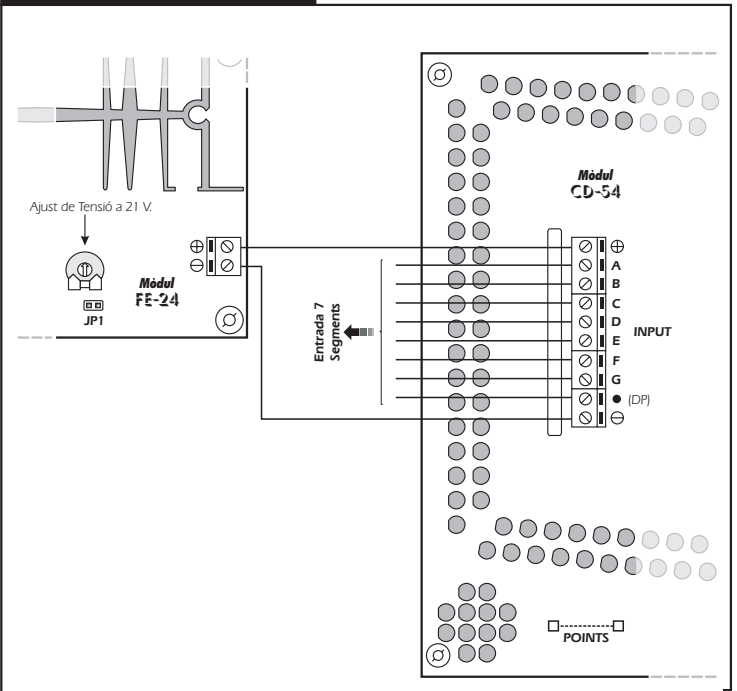 Ajust de Tensió a 21 V.
JP1
Mòdul
FE-24
Entrada 7
Segments
Mòdul
CD-54
A
B
C
D
E
F
G
(DP)
INPUT
POINTS